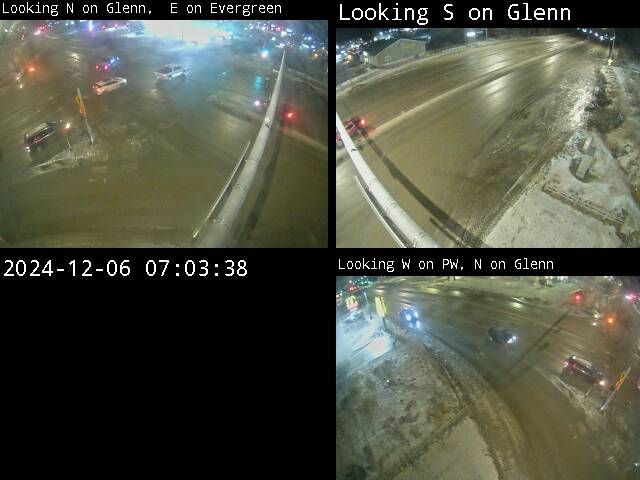 Looking N on Glenn,  E on Evergreen
Looking S on Glenn
2024-12-06 07:03:38
Looking W on PW, N on Glenn